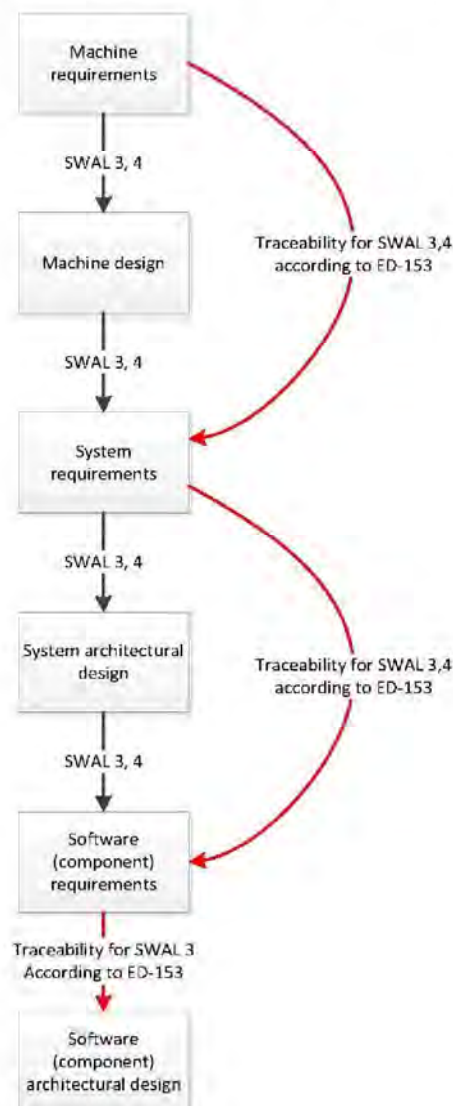 Machine
requirements
SWAL 3, 4
Traceability for SWAL 3,4
according to ED-153
Machine design
SWAL 3, 4
System
requirements
SWAL 3, 4
System architectural
design
Traceability for SWAL 3,4
according to ED-153
SWAL 3, 4
Software
(component)
requirements
Traceability for SWAL 3
According to ED-153
Software
(component)
architectural design